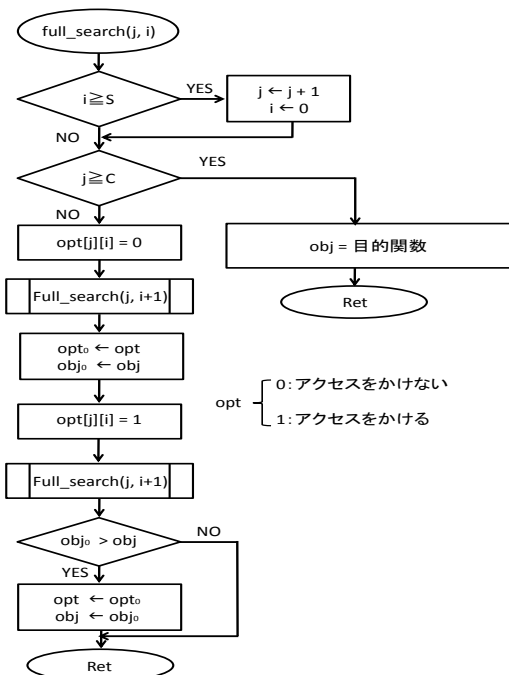 full_search(j, i)
i≧S
YES
j ← j + 1
i ← 0
NO
j≧C
YES
NO
opt[j][i] = 0
obj = 目的関数
Full_search(j, i+1)
Ret
opt₀ ← opt
obj₀ ← obj
opt
0：アクセスをかけない
1：アクセスをかける
opt[j][i] = 1
Full_search(j, i+1)
obj₀ > obj
NO
YES
opt ← opt₀
obj ← obj₀
Ret